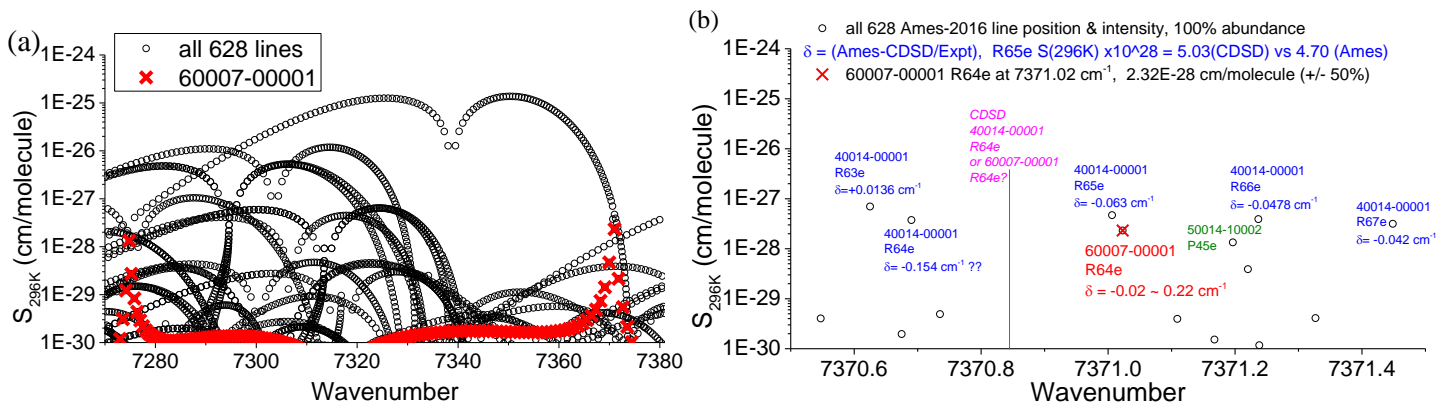 (a)
all 628 lines
60007-00001
1E-24
1E-25
1E-26
1E-27
1E-28
1E-29
1E-30
S296K (cm/molecule)
7280
7300
7320
7340
7360
7380
Wavenumber
(b)
all 628 Ames-2016 line position & intensity, 100% abundance
δ = (Ames-CDSD/Expt), R65e S(296K) x10^28 = 5.03(CDSD) vs 4.70 (Ames)
60007-00001 R64e at 7371.02 cm-1, 2.32E-28 cm/molecule (+/- 50%)
1E-24
1E-25
1E-26
1E-27
1E-28
1E-29
1E-30
S296K (cm/molecule)
CDSD
40014-00001
R64e
or 60007-00001
R64e?
40014-00001
R63e
δ=+0.0136 cm-1
40014-00001
R64e
δ= -0.154 cm-1 ??
40014-00001
R65e
δ= -0.063 cm-1
60007-00001
R64e
δ = -0.02 ~ 0.22 cm-1
50014-10002
P45e
40014-00001
R66e
δ= -0.0478 cm-1
40014-00001
R67e
δ= -0.042 cm-1
7370.6
7370.8
7371.0
7371.2
7371.4
Wavenumber